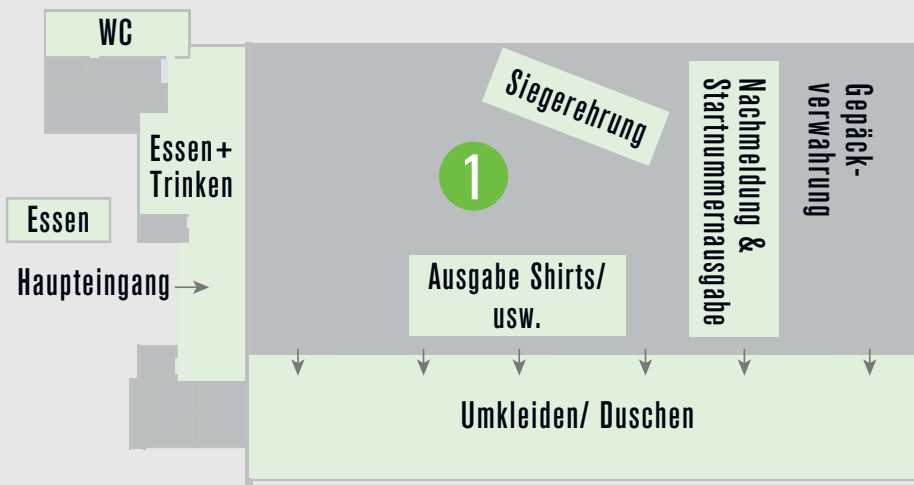 WC
Essen+
Trinken
Essen
Haupteingang
Siegerehrung
1
Ausgabe Shirts/
usw.
Nachmeldung &
Startnummernausgabe
Gepäck-
verwahrung
Umkleiden/ Duschen